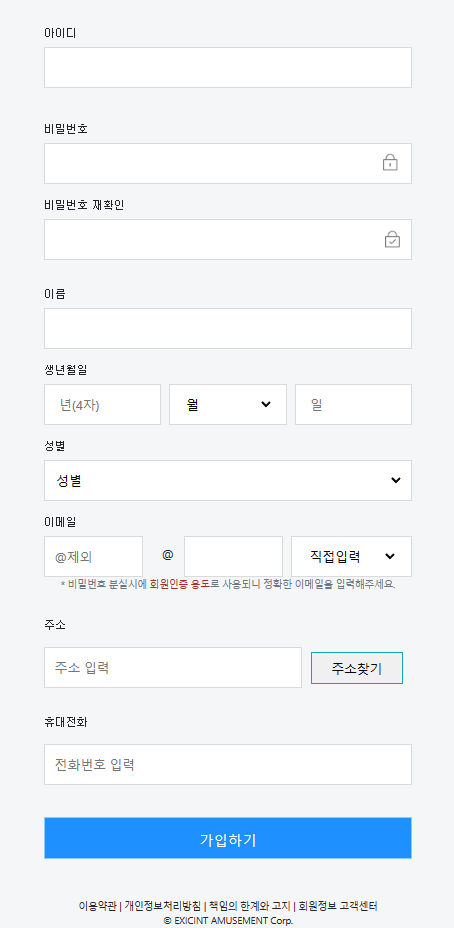 아이디
비밀번호
비밀번호 재확인
이름
생년월일
년(4자) 월 일
성별
성별
이메일
@제외 @ 직접입력
* 비밀번호 분실시에 회원인증 용도로 사용되니 정확한 이메일을 입력해주세요.
주소
주소 입력 주소찾기
휴대전화
전화번호 입력
가입하기
이용약관 | 개인정보처리방침 | 책임의 한계와 고지 | 회원정보 고객센터
© EXICINT AMUSEMENT Corp.